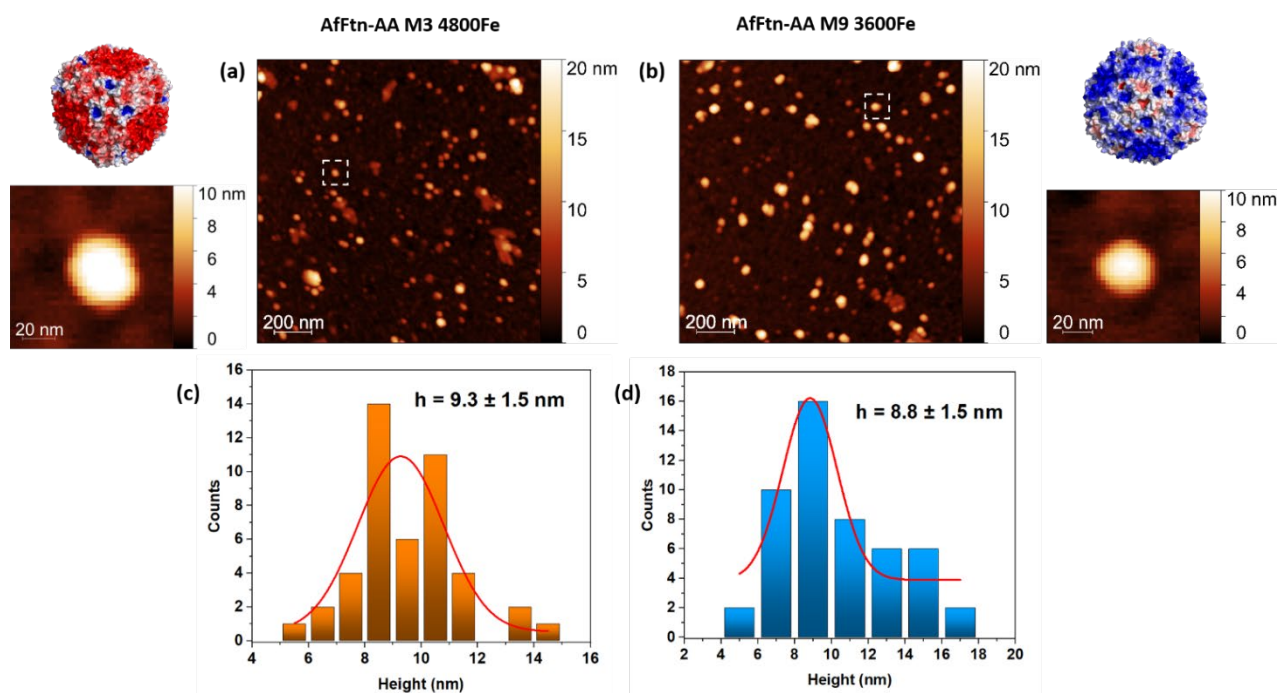 AfFtn-AA M3 4800Fe
AfFtn-AA M9 3600Fe
(a)
20 nm
15
10
5
0
200 nm
(b)
20 nm
15
10
5
0
200 nm
10 nm
8
6
4
2
0
20 nm
10 nm
8
6
4
2
0
20 nm
(c)
h = 9.3 ± 1.5 nm
Counts
16
14
12
10
8
6
4
2
0
4 6 8 10 12 14 16
Height (nm)
(d)
h = 8.8 ± 1.5 nm
Counts
18
16
14
12
10
8
6
4
2
0
2 4 6 8 10 12 14 16 18 20
Height (nm)